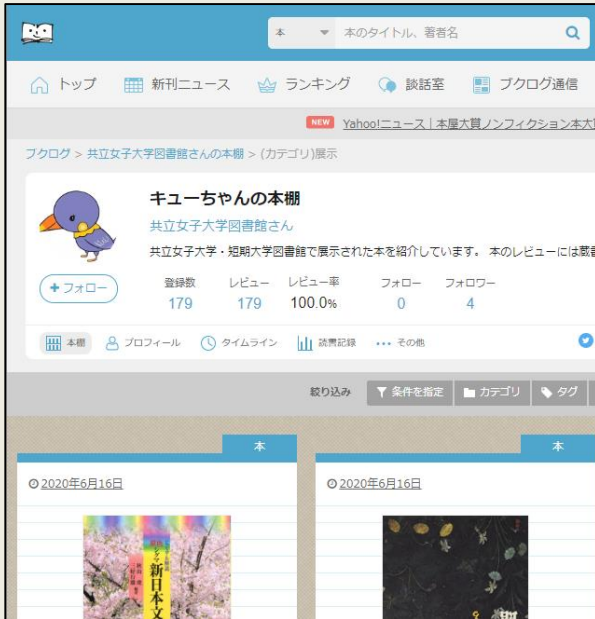 本 本のタイトル、著者名
トップ 新刊ニュース ランキング 談話室 ブクログ通信
NEW Yahoo!ニュース｜本屋大賞ノンフィクション本大
ブクログ > 共立女子大学図書館さんの本棚 > (カテゴリ)展示
キューちゃんの本棚
共立女子大学図書館さん
共立女子大学・短期大学図書館で展示された本を紹介しています。 本のレビューには蔵
+フォロー
登録数 レビュー レビュー率 フォロー フォロワー
179 179 100.0% 0 4
本棚 プロフィール タイムライン 読書記録 ••• その他
絞り込み 条件を指定 カテゴリ タグ
本 本
2020年6月16日 2020年6月16日
新日本文